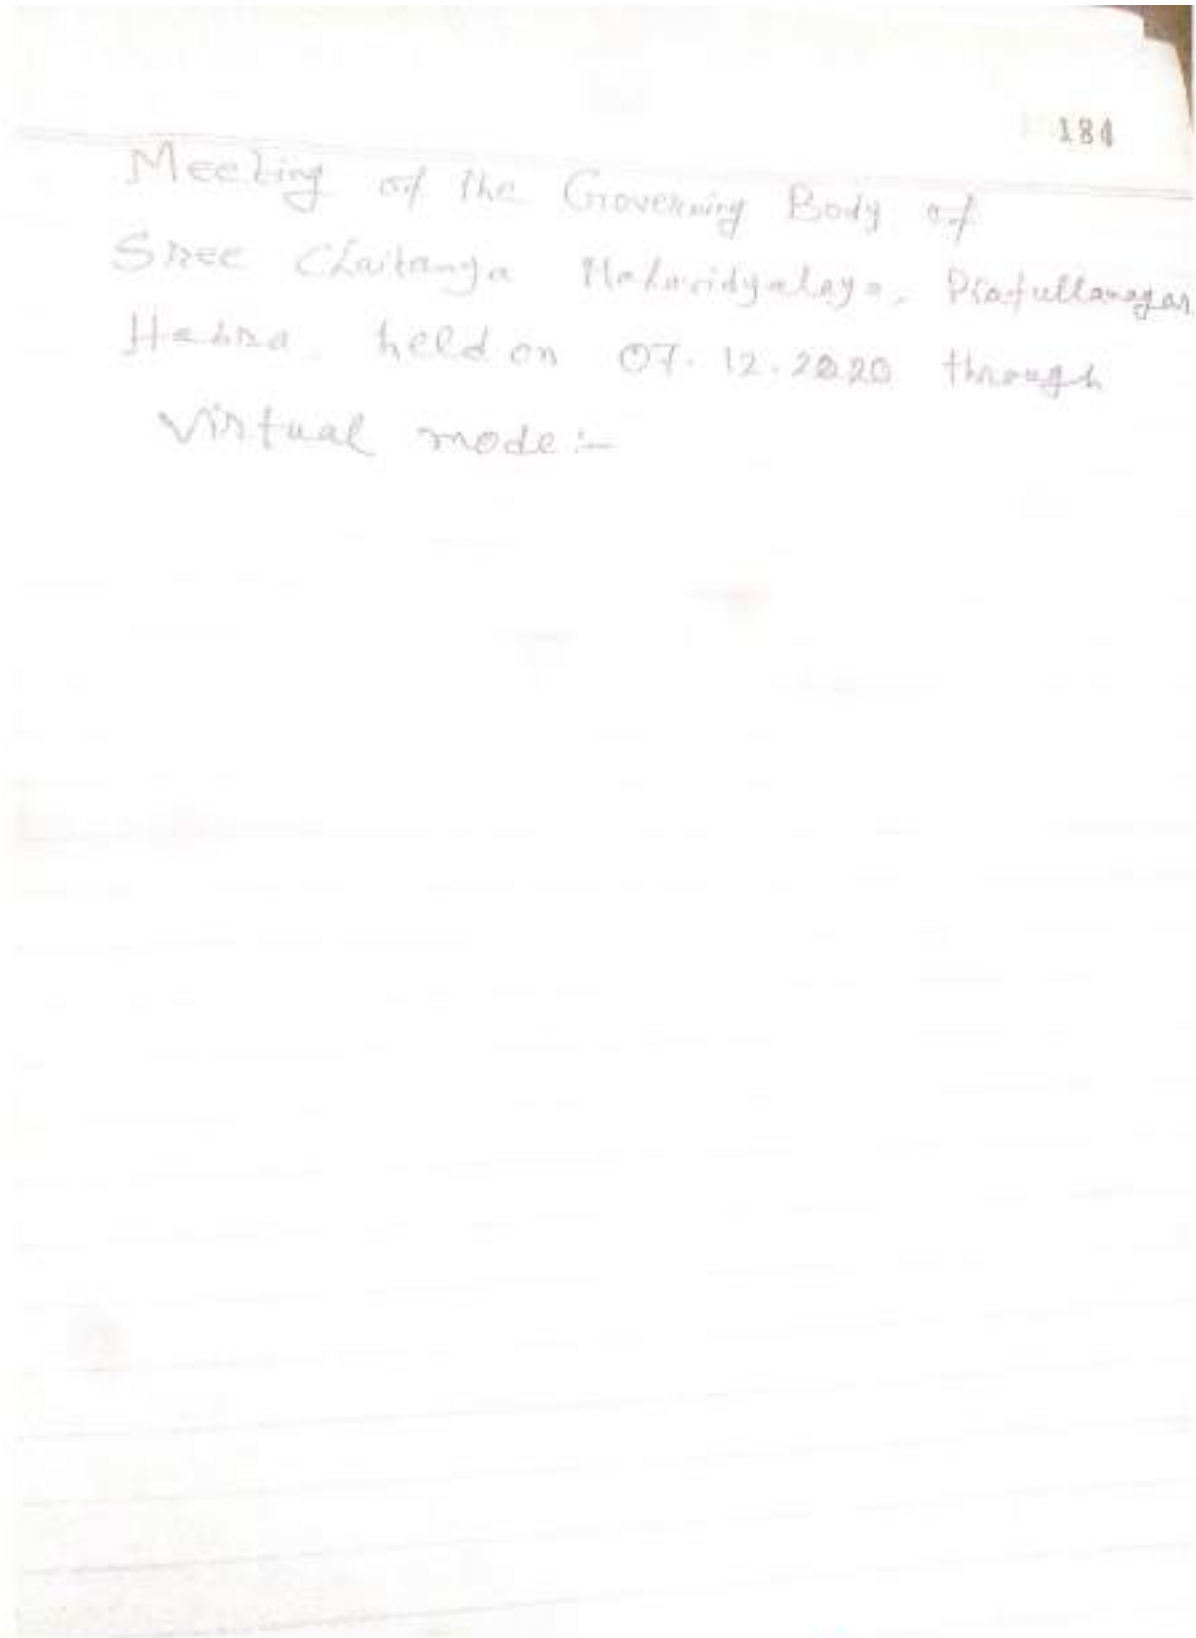 184
Meeting of the Governing Body of
Sree Chaitanya Mahavidyalaya, Prafullanagar
Habra, held on 07.12.2020 through
virtual mode:-